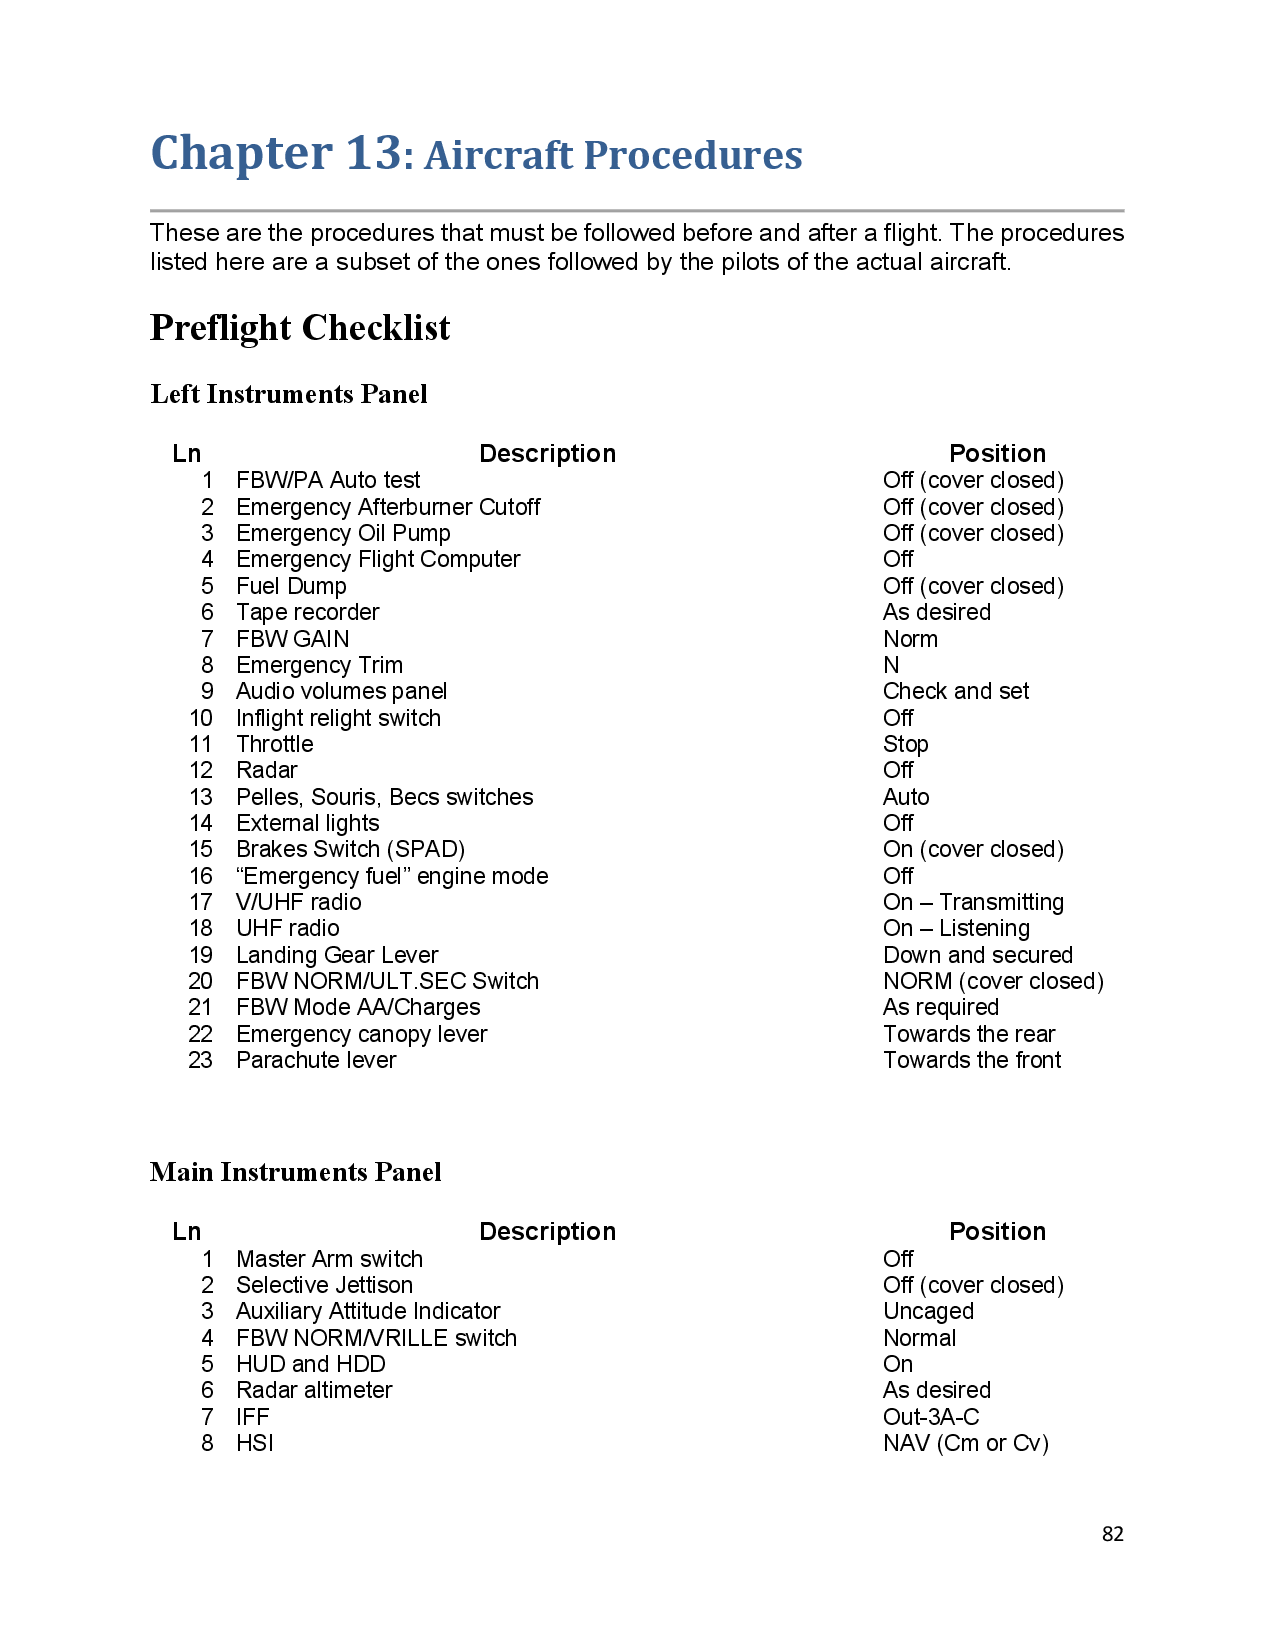 Chapter 13: Aircraft Procedures
These are the procedures that must be followed before and after a flight. The procedures
listed here are a subset of the ones followed by the pilots of the actual aircraft.
Preflight Checklist
Left Instruments Panel
Ln Description Position
1 FBW/PA Auto test Off (cover closed)
2 Emergency Afterburner Cutoff Off (cover closed)
3 Emergency Oil Pump Off (cover closed)
4 Emergency Flight Computer Off
5 Fuel Dump Off (cover closed)
6 Tape recorder As desired
7 FBW GAIN Norm
8 Emergency Trim N
9 Audio volumes panel Check and set
10 Inflight relight switch Off
11 Throttle Stop
12 Radar Off
13 Pelles, Souris, Becs switches Auto
14 External lights Off
15 Brakes Switch (SPAD) On (cover closed)
16 “Emergency fuel” engine mode Off
17 V/UHF radio On – Transmitting
18 UHF radio On – Listening
19 Landing Gear Lever Down and secured
20 FBW NORM/ULT.SEC Switch NORM (cover closed)
21 FBW Mode AA/Charges As required
22 Emergency canopy lever Towards the rear
23 Parachute lever Towards the front
Main Instruments Panel
Ln Description Position
1 Master Arm switch Off
2 Selective Jettison Off (cover closed)
3 Auxiliary Attitude Indicator Uncaged
4 FBW NORM/VRILLE switch Normal
5 HUD and HDD On
6 Radar altimeter As desired
7 IFF Out-3A-C
8 HSI NAV (Cm or Cv)
82